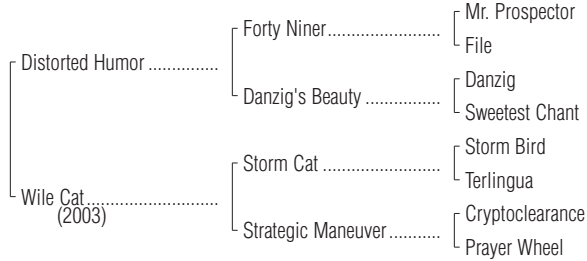 Mr. Prospector
Forty Niner..........................
File
Distorted Humor ................
Danzig
Danzig's Beauty .................
Sweetest Chant
Storm Bird
Storm Cat ...........................
Terlingua
Wile Cat..............................
(2003)
Cryptoclearance
Strategic Maneuver ...........
Prayer Wheel